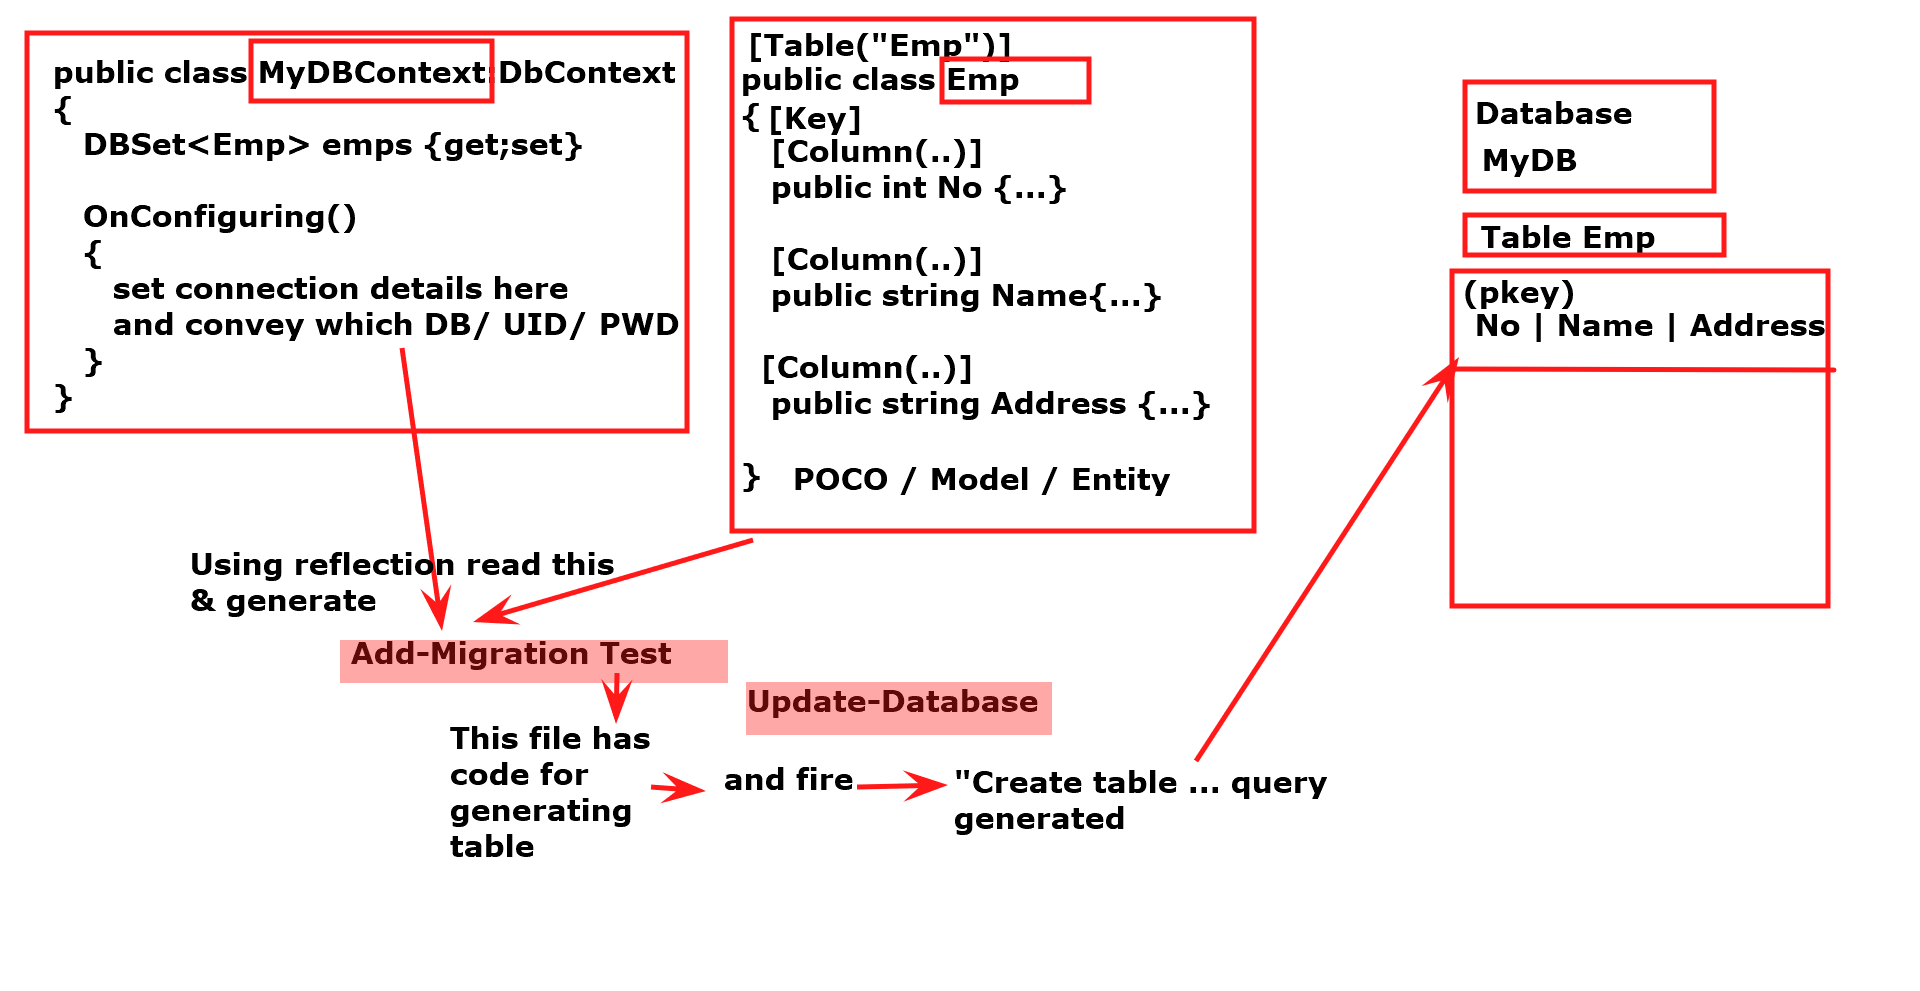 public class MyDBContext:DbContext
{
DBSet<Emp> emps {get;set}
OnConfiguring()
{
set connection details here
and convey which DB/ UID/ PWD
}
}
[Table("Emp")]
public class Emp
{ [Key]
[Column(..)]
public int No {...}
[Column(..)]
public string Name{...}
[Column(..)]
public string Address {...}
} POCO / Model / Entity
Database
MyDB
Table Emp
(pkey)
No | Name | Address
Using reflection read this
& generate
Add-Migration Test
Update-Database
This file has
code for
generating
table
and fire
"Create table ... query
generated